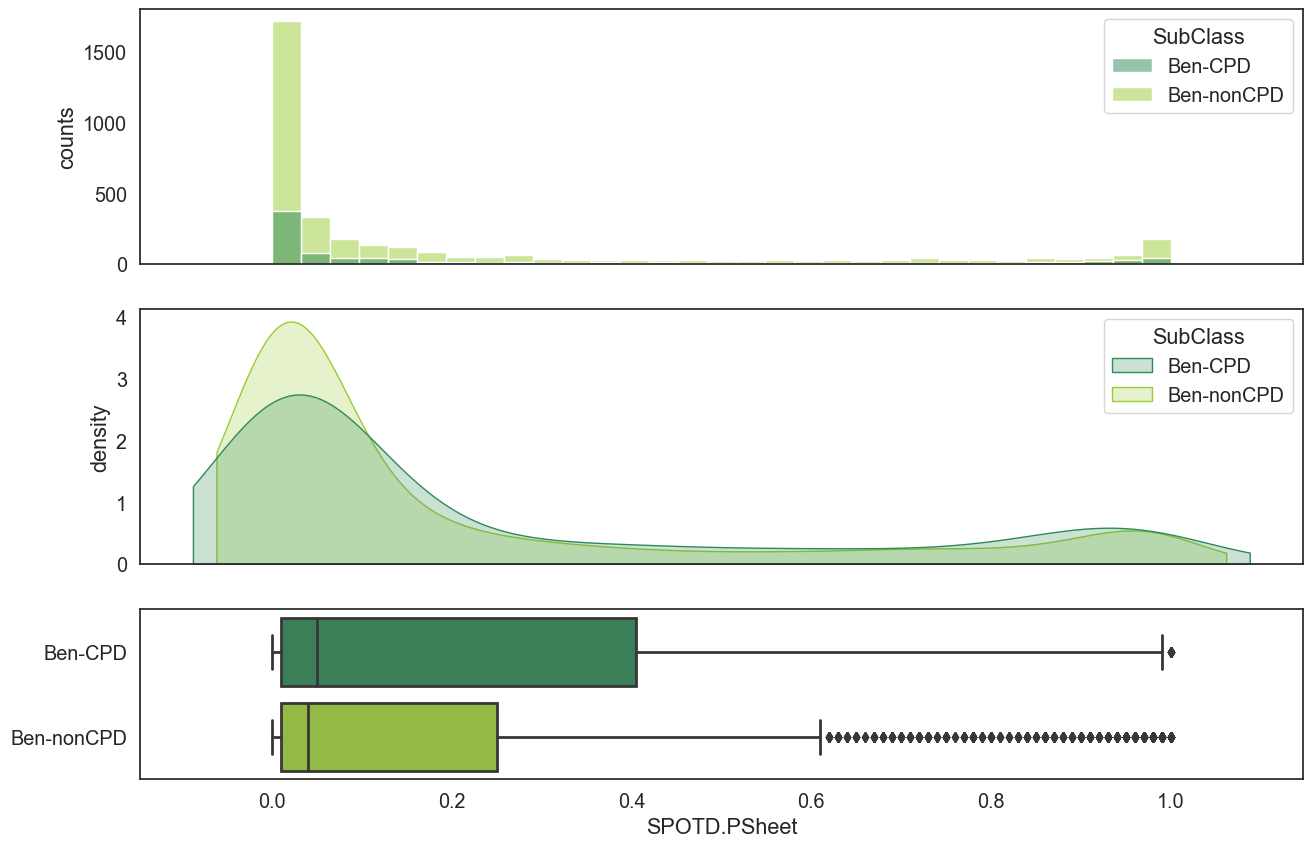 1500
1000
500
0
counts
SubClass
Ben-CPD
Ben-nonCPD
4
3
2
1
0
density
SubClass
Ben-CPD
Ben-nonCPD
Ben-CPD
Ben-nonCPD
0.0 0.2 0.4 0.6 0.8 1.0
SPOTD.PSheet